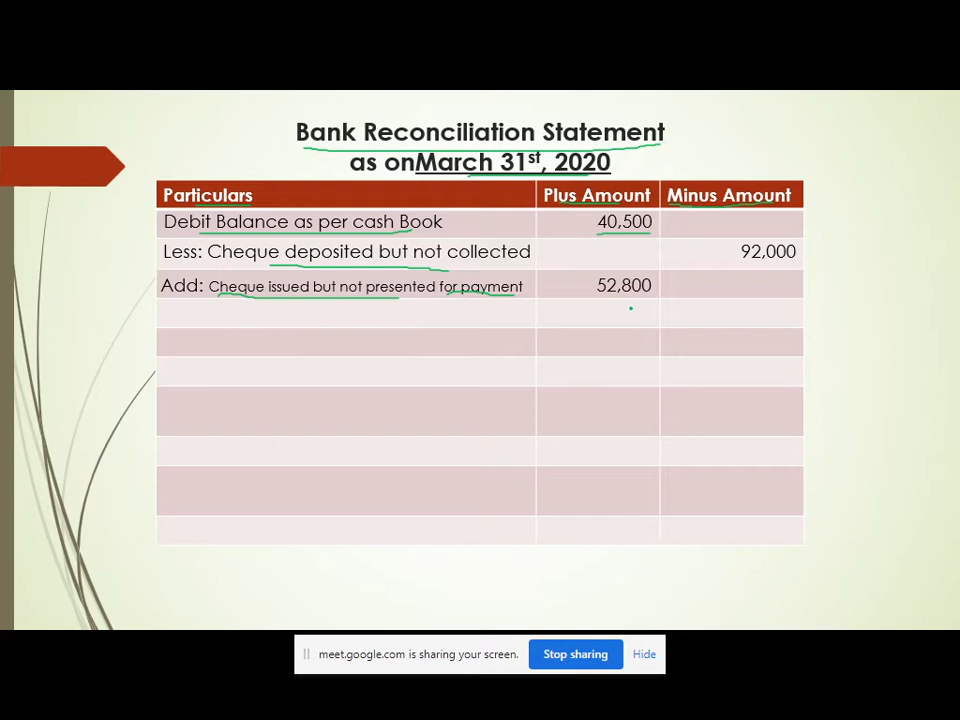 Bank Reconciliation Statement
as onMarch 31st, 2020
Particulars Plus Amount Minus Amount
Debit Balance as per cash Book 40,500
Less: Cheque deposited but not collected 92,000
Add: Cheque issued but not presented for payment 52,800
meet.google.com is sharing your screen. Stop sharing Hide